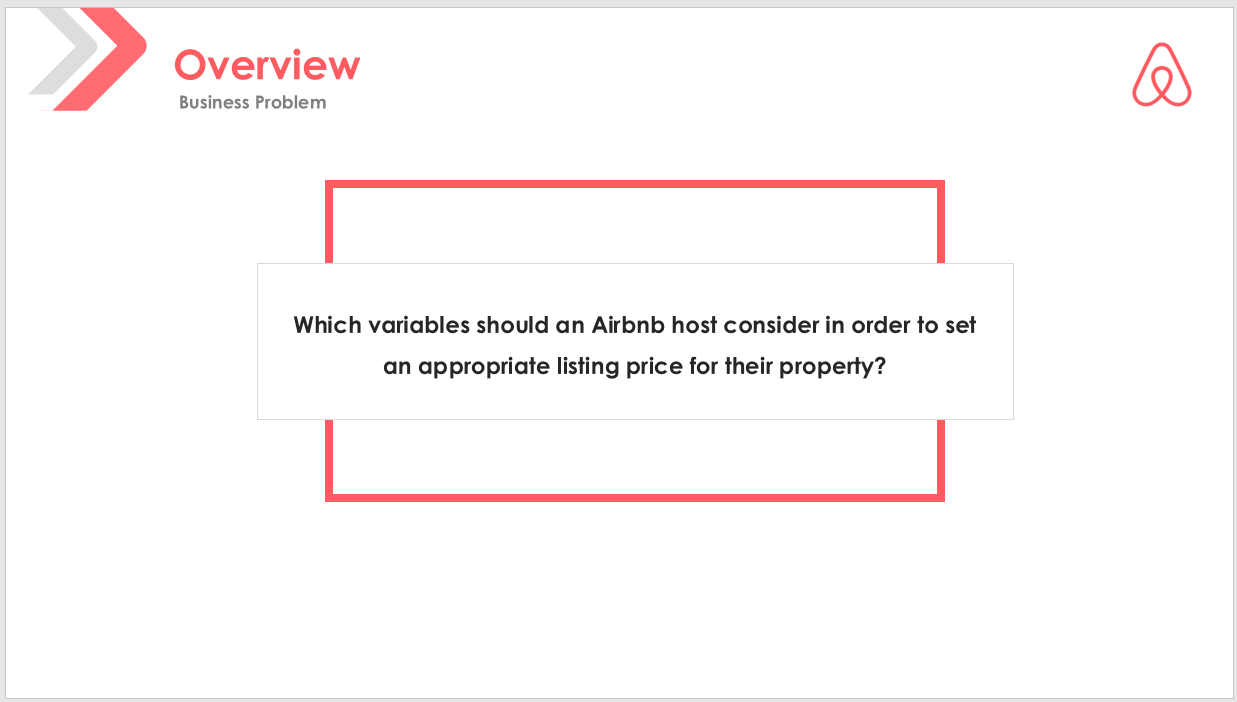 Overview
Business Problem
Which variables should an Airbnb host consider in order to set
an appropriate listing price for their property?